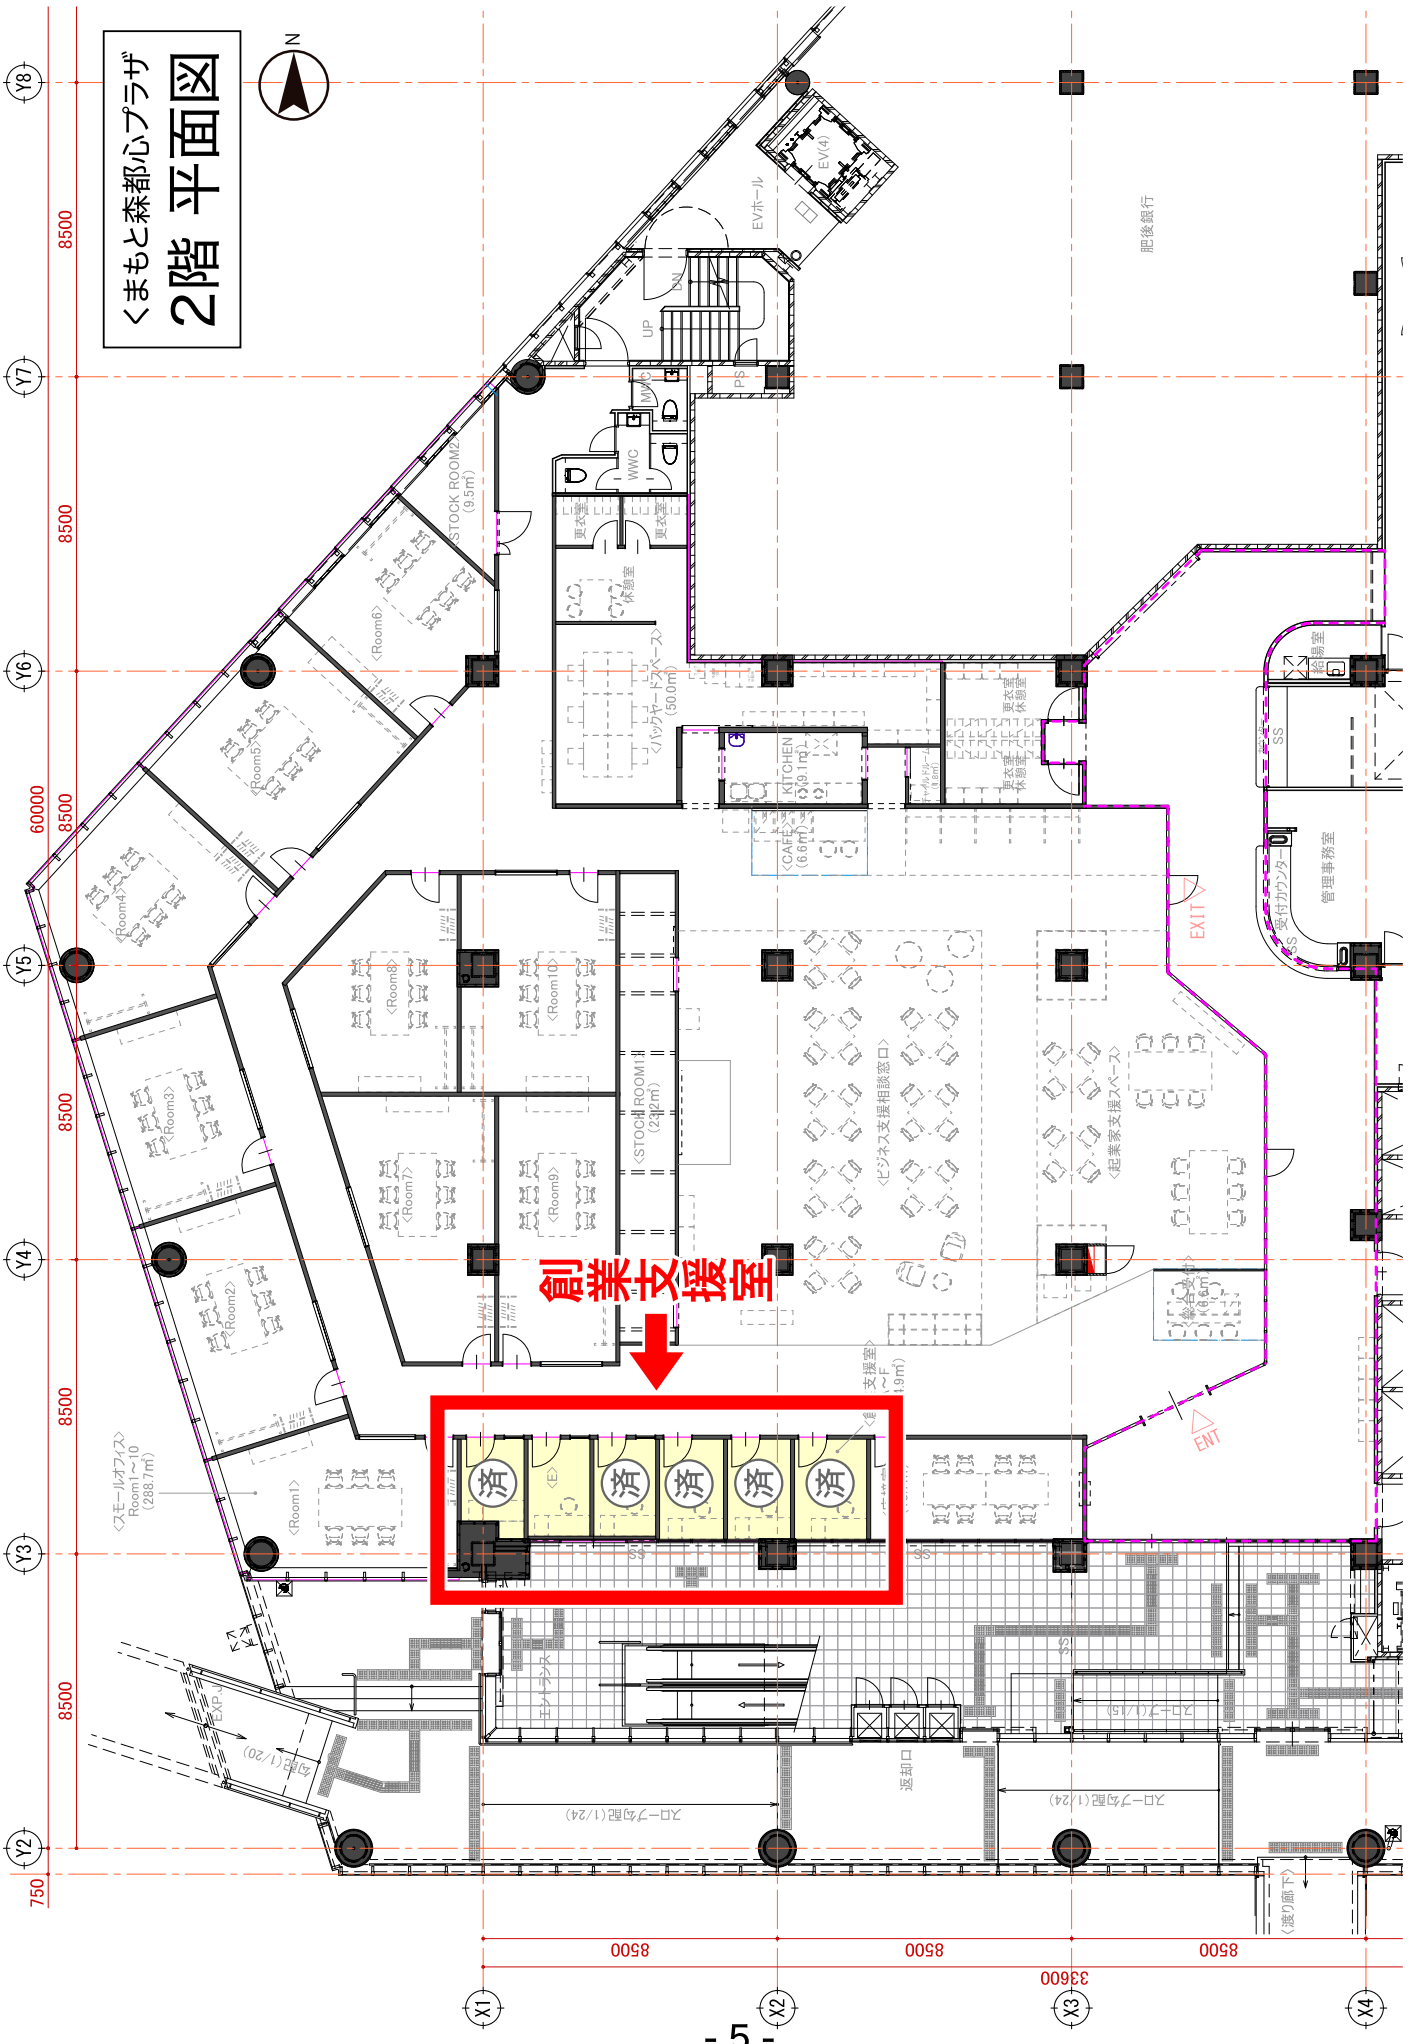 くまもと森都心プラザ
2階 平面図
N
Y8
Y7
Y6
Y5
Y4
Y3
Y2
8500
8500
60000
8500
8500
8500
8500
750
EV(4)
EVホール
肥後銀行
DN
UP
PS
MWC
WWC
更衣室
更衣室
休憩室
<STOCK ROOM2>
(9.5㎡)
<Room6>
<Room5>
<Room4>
<Room3>
<Room2>
<Room1>
<スモールオフィス>
Room1~10
(288.7㎡)
<Room8>
<Room10>
<Room7>
<Room9>
<STOCK ROOM1>
(23.2㎡)
<バックヤードスペース>
(50.0㎡)
KITCHEN
(9.1㎡)
<CAFE>
(6.6㎡)
更衣室
休憩室
更衣室
休憩室
給湯室
SS
受付カウンター
SS
管理事務室
EXIT
<ビジネス支援相談窓口>
<起業家支援スペース>
ENT
創業支援室
支援室>
~F
済
<E>
済
済
済
済
SS
SS
SS
エントランス
EXP.J
勾配(1/20)
スロープ勾配(1/24)
返却口
スロープ勾配(1/24)
スロープ(1/15)
<渡り廊下>
8500
8500
8500
33600
X1
X2
X3
X4
- 5 -